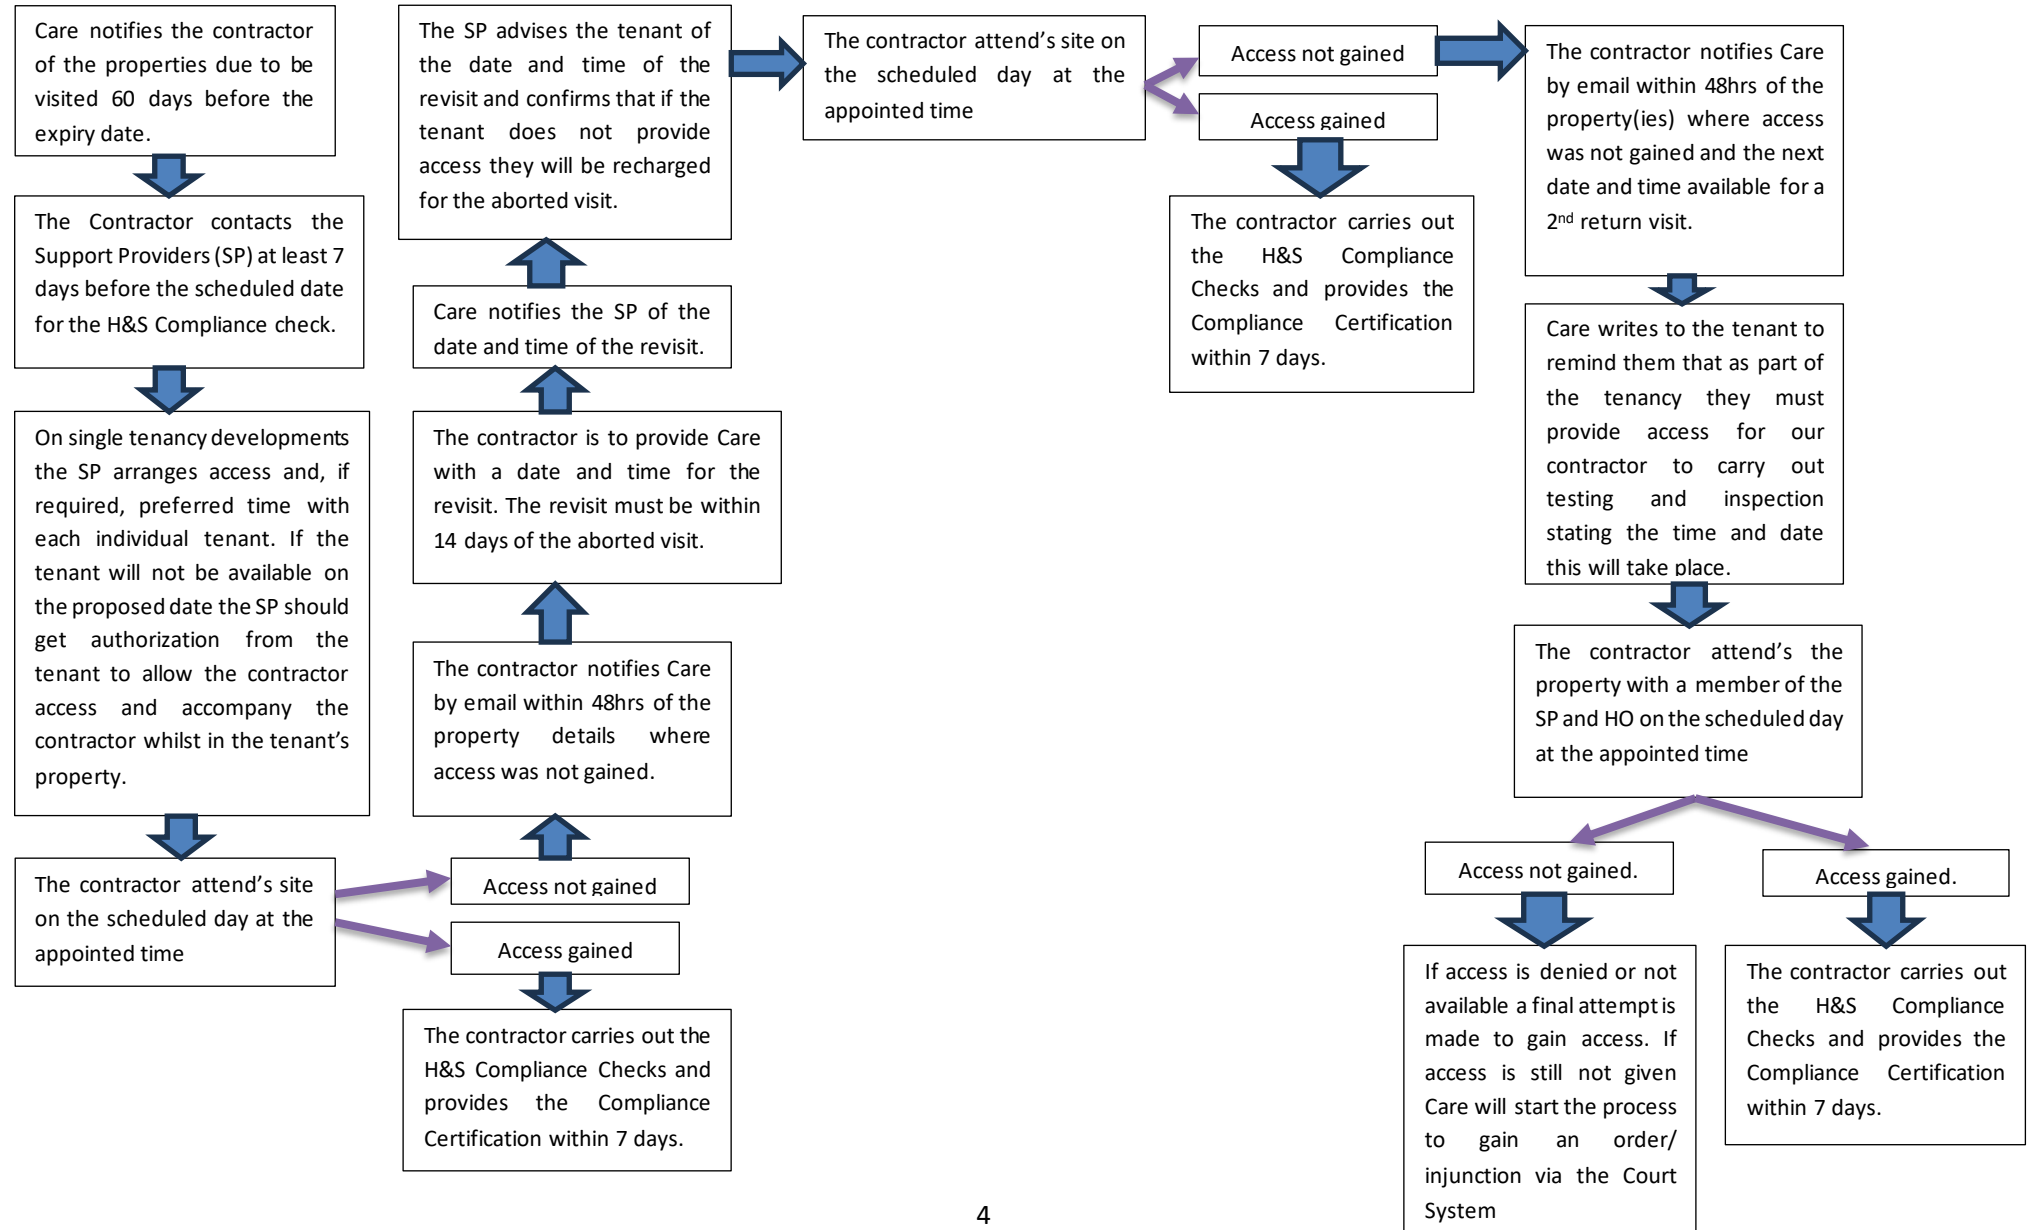 Care notifies the contractor
of the properties due to be
visited 60 days before the
expiry date.
The Contractor contacts the
Support Providers (SP) at least 7
days before the scheduled date
for the H&S Compliance check.
On single tenancy developments
the SP arranges access and, if
required, preferred time with
each individual tenant. If the
tenant will not be available on
the proposed date the SP should
get authorization from the
tenant to allow the contractor
access and accompany the
contractor whilst in the tenant’s
property.
The contractor attend’s site
on the scheduled day at the
appointed time
Access not gained
Access gained
The contractor carries out the
H&S Compliance Checks and
provides the Compliance
Certification within 7 days.
The contractor notifies Care
by email within 48hrs of the
property details where
access was not gained.
The contractor is to provide Care
with a date and time for the
revisit. The revisit must be within
14 days of the aborted visit.
Care notifies the SP of the
date and time of the revisit.
The SP advises the tenant of
the date and time of the
revisit and confirms that if the
tenant does not provide
access they will be recharged
for the aborted visit.
The contractor attend’s site on
the scheduled day at the
appointed time
Access not gained
Access gained
The contractor carries out
the H&S Compliance
Checks and provides the
Compliance Certification
within 7 days.
The contractor notifies Care
by email within 48hrs of the
property(ies) where access
was not gained and the next
date and time available for a
2nd return visit.
Care writes to the tenant to
remind them that as part of
the tenancy they must
provide access for our
contractor to carry out
testing and inspection
stating the time and date
this will take place.
The contractor attend’s the
property with a member of the
SP and HO on the scheduled day
at the appointed time
Access not gained.
Access gained.
If access is denied or not
available a final attempt is
made to gain access. If
access is still not given
Care will start the process
to gain an order/
injunction via the Court
System
The contractor carries out
the H&S Compliance
Checks and provides the
Compliance Certification
within 7 days.
4